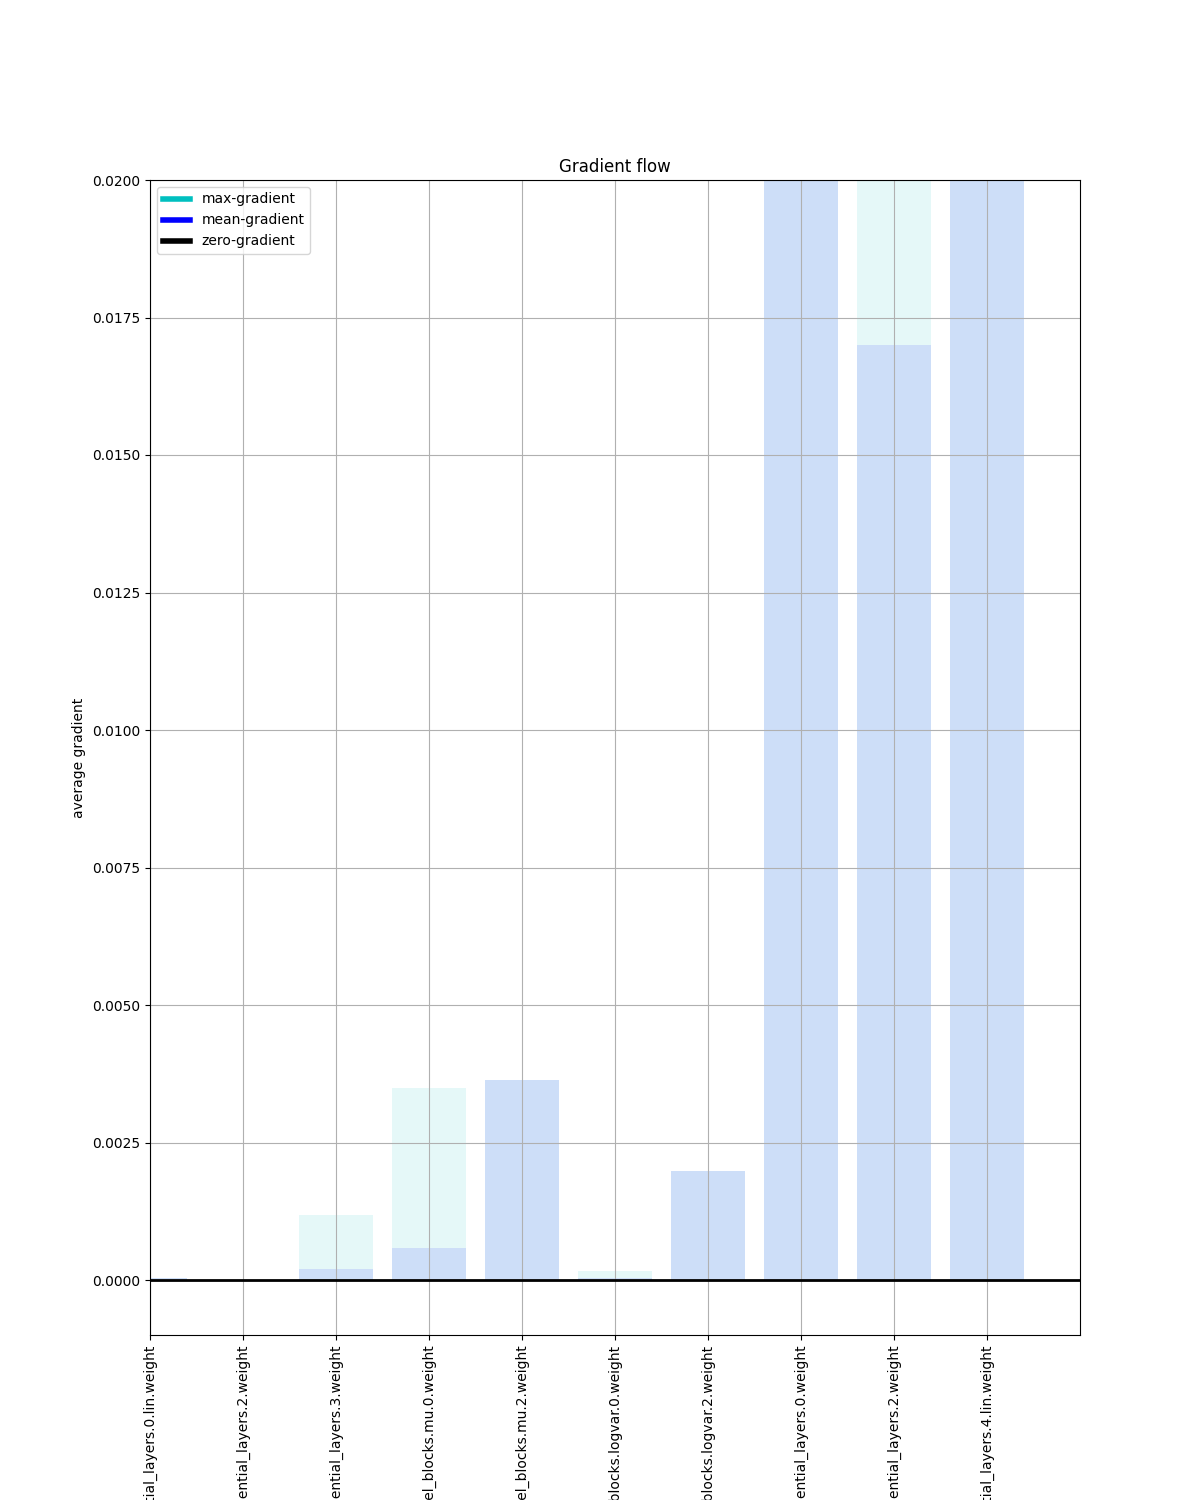 Gradient flow
max-gradient
mean-gradient
zero-gradient
0.0200
0.0175
0.0150
0.0125
0.0100
0.0075
0.0050
0.0025
0.0000
average gradient
tial_layers.0.lin.weight
ential_layers.2.weight
ential_layers.3.weight
el_blocks.mu.0.weight
el_blocks.mu.2.weight
blocks.logvar.0.weight
blocks.logvar.2.weight
ential_layers.0.weight
ential_layers.2.weight
tial_layers.4.lin.weight